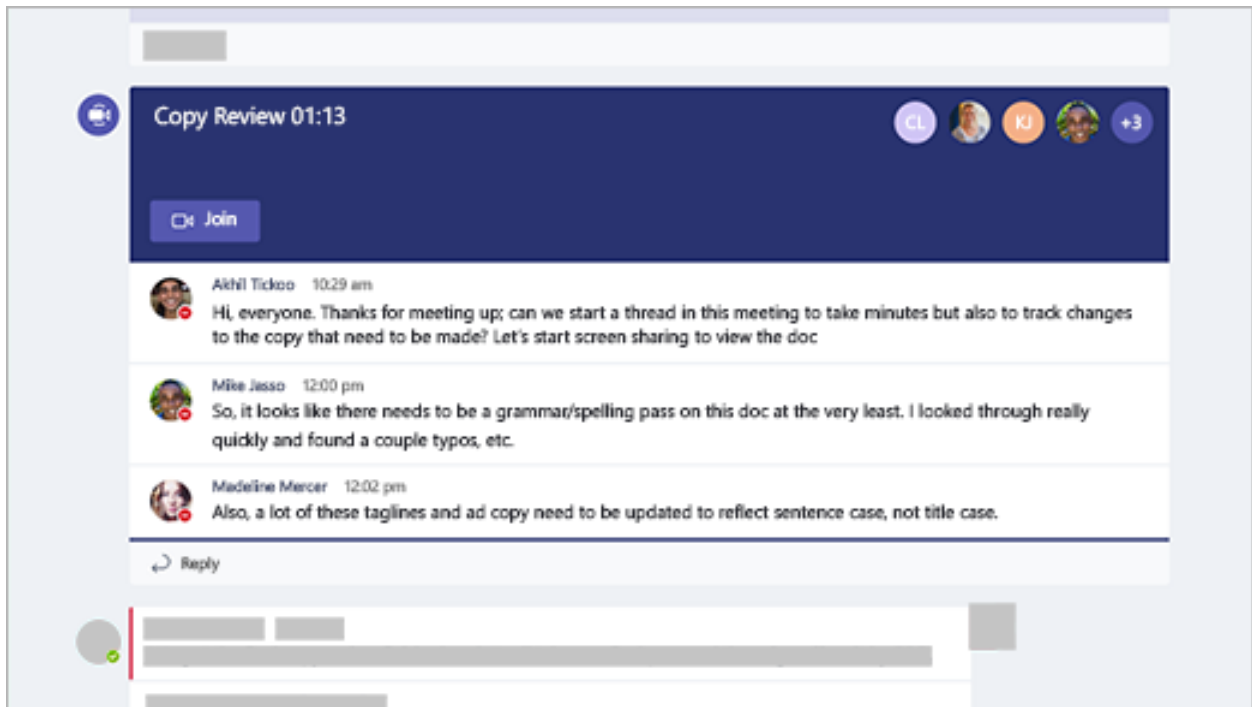 Copy Review 01:13
CL
KJ
+3
Join
Akhil Tickoo 10:29 am
Hi, everyone. Thanks for meeting up; can we start a thread in this meeting to take minutes but also to track changes
to the copy that need to be made? Let's start screen sharing to view the doc
Mike Jasso 12:00 pm
So, it looks like there needs to be a grammar/spelling pass on this doc at the very least. I looked through really
quickly and found a couple typos, etc.
Madeline Mercer 12:02 pm
Also, a lot of these taglines and ad copy need to be updated to reflect sentence case, not title case.
Reply